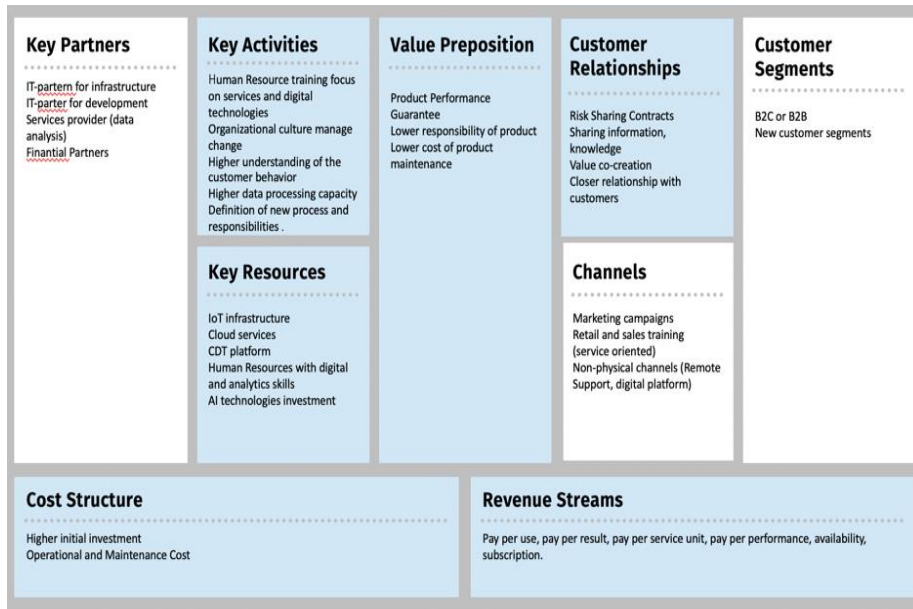 Key Partners
IT-partern for infrastructure
IT-parter for development
Services provider (data
analysis)
Finantial Partners
Key Activities
Human Resource training focus
on services and digital
technologies
Organizational culture manage
change
Higher understanding of the
customer behavior
Higher data processing capacity
Definition of new process and
responsibilities .
Key Resources
IoT infrastructure
Cloud services
CDT platform
Human Resources with digital
and analytics skills
AI technologies investment
Value Preposition
Product Performance
Guarantee
Lower responsibility of product
Lower cost of product
maintenance
Customer
Relationships
Risk Sharing Contracts
Sharing information,
knowledge
Value co-creation
Closer relationship with
customers
Channels
Marketing campaigns
Retail and sales training
(service oriented)
Non-physical channels (Remote
Support, digital platform)
Customer
Segments
B2C or B2B
New customer segments
Cost Structure
Higher initial investment
Operational and Maintenance Cost
Revenue Streams
Pay per use, pay per result, pay per service unit, pay per performance, availability,
subscription.